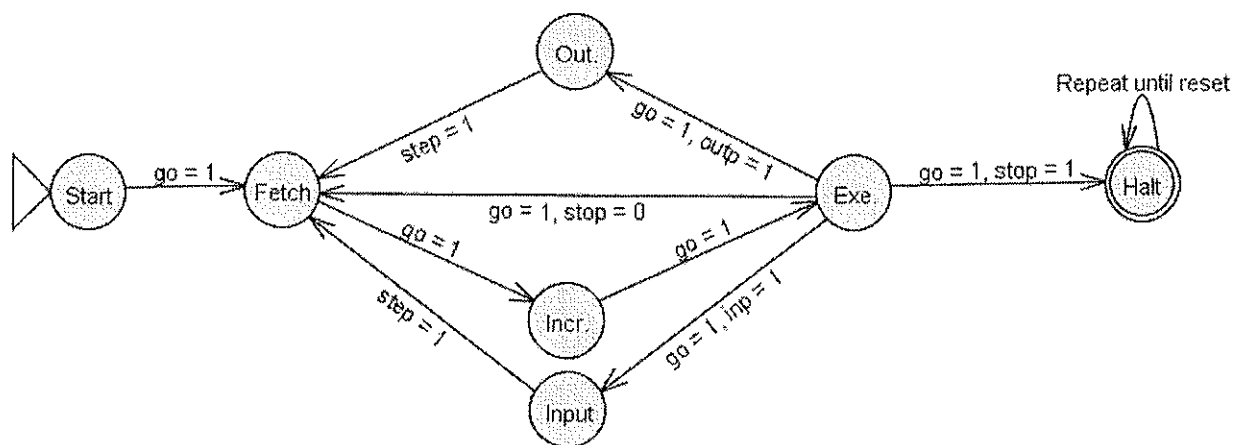 Out.
Repeat until reset
step = 1
go = 1, outp = 1
Start
go = 1
Fetch
go = 1, stop = 0
Exe.
go = 1, stop = 1
Halt
go = 1
go = 1
step = 1
Incr.
go = 1, inp = 1
Input